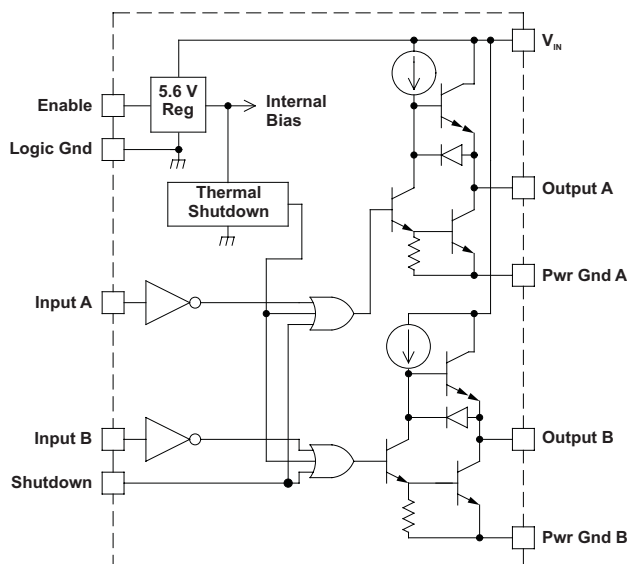 V_IN
Enable
5.6 V
Reg
Internal
Bias
Logic Gnd
Thermal
Shutdown
Output A
Pwr Gnd A
Input A
Input B
Output B
Shutdown
Pwr Gnd B